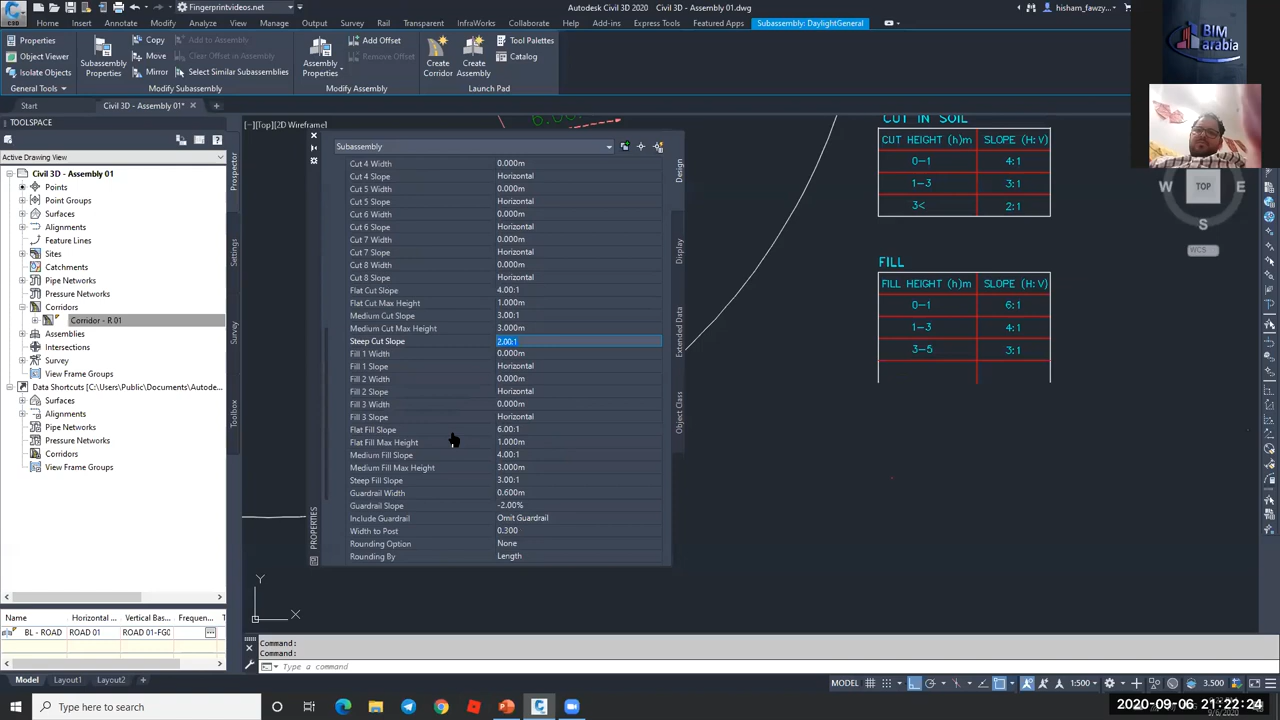 Fingerprintvideos.net
Autodesk Civil 3D 2020
Civil 3D - Assembly 01.dwg
hisham_fawzy...
C3D
Home
Insert
Annotate
Modify
Analyze
View
Manage
Output
Survey
Rail
Transparent
InfraWorks
Collaborate
Help
Add-ins
Express Tools
Featured Apps
Subassembly: DaylightGeneral
Properties
Object Viewer
Isolate Objects
General Tools
Subassembly Properties
Copy
Move
Mirror
Add to Assembly
Clear Offset in Assembly
Select Similar Subassemblies
Modify Subassembly
Assembly Properties
Add Offset
Remove Offset
Modify Assembly
Create Corridor
Create Assembly
Tool Palettes
Catalog
Launch Pad
BIM
arabia
Start
Civil 3D - Assembly 01*
TOOLSPACE
Active Drawing View
Civil 3D - Assembly 01
Points
Point Groups
Surfaces
Alignments
Feature Lines
Sites
Catchments
Pipe Networks
Pressure Networks
Corridors
Corridor - R 01
Assemblies
Intersections
Survey
View Frame Groups
Data Shortcuts [C:\Users\Public\Documents\Autode...
Surfaces
Alignments
Pipe Networks
Pressure Networks
Corridors
View Frame Groups
Prospector
Settings
Survey
Toolbox
Name
Horizontal ...
Vertical Bas...
Frequen...
BL - ROAD
ROAD 01
ROAD 01-FG0
[−][Top][2D Wireframe]
Subassembly
Cut 4 Width 0.000m
Cut 4 Slope Horizontal
Cut 5 Width 0.000m
Cut 5 Slope Horizontal
Cut 6 Width 0.000m
Cut 6 Slope Horizontal
Cut 7 Width 0.000m
Cut 7 Slope Horizontal
Cut 8 Width 0.000m
Cut 8 Slope Horizontal
Flat Cut Slope 4.00:1
Flat Cut Max Height 1.000m
Medium Cut Slope 3.00:1
Medium Cut Max Height 3.000m
Steep Cut Slope 2.00:1
Fill 1 Width 0.000m
Fill 1 Slope Horizontal
Fill 2 Width 0.000m
Fill 2 Slope Horizontal
Fill 3 Width 0.000m
Fill 3 Slope Horizontal
Flat Fill Slope 6.00:1
Flat Fill Max Height 1.000m
Medium Fill Slope 4.00:1
Medium Fill Max Height 3.000m
Steep Fill Slope 3.00:1
Guardrail Width 0.600m
Guardrail Slope -2.00%
Include Guardrail Omit Guardrail
Width to Post 0.300
Rounding Option None
Rounding By Length
PROPERTIES
Design
Display
Extended Data
Object Class
CUT IN SOIL
CUT HEIGHT (h)m SLOPE (H:V)
0−1 4:1
1−3 3:1
3< 2:1
FILL
FILL HEIGHT (h)m SLOPE (H:V)
0−1 6:1
1−3 4:1
3−5 3:1
W
TOP
E
S
WCS
Y
X
Command:
Command:
Type a command
Model
Layout1
Layout2
MODEL
1:500
3.500
Type here to search
2020-09-06 21:22:24